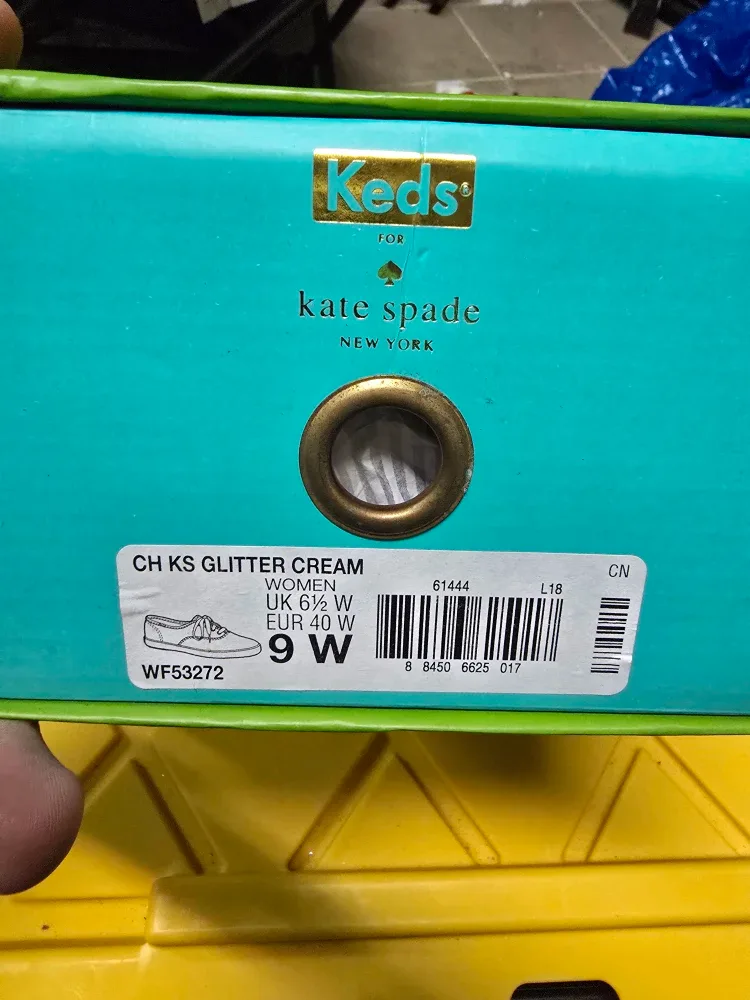 Keds®
FOR
kate spade
NEW YORK
CH KS GLITTER CREAM
WOMEN
UK 6½ W
EUR 40 W
9 W
WF53272
61444
L18
8 8450 6625 017
CN